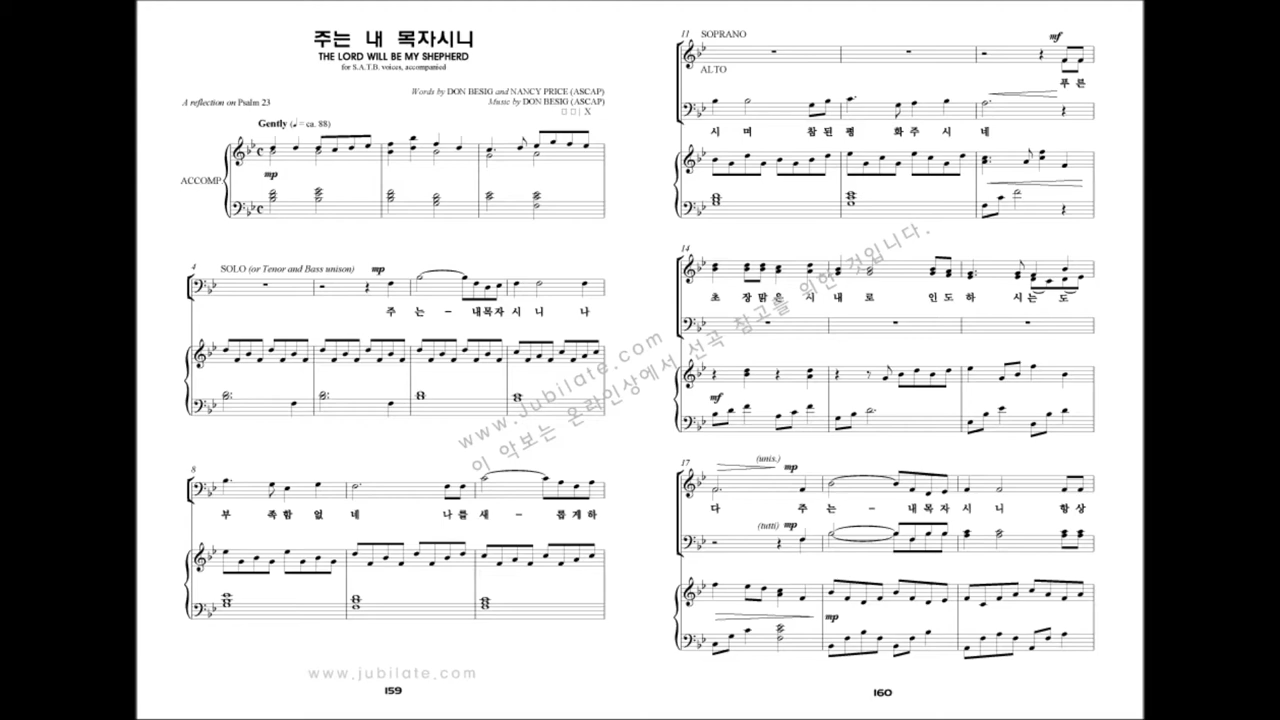 주는 내 목자시니
THE LORD WILL BE MY SHEPHERD
for S.A.T.B. voices, accompanied
Words by DON BESIG and NANCY PRICE (ASCAP)
A reflection on Psalm 23
Music by DON BESIG (ASCAP)
Gently (♩ = ca. 88)
mp
ACCOMP.
4
SOLO (or Tenor and Bass unison)
mp
주 는 - 내목자 시 니 나
8
부 족함 없 네 나를 새 - 롭게 하
www.jubilate.com
159
11
SOPRANO
mf
ALTO
푸 른
시 며 참된 평 화주 시 네
14
초 장맑은 시 내 로 인도하 시는 도
mf
17
(unis.)
mp
다 주 는 - 내목자 시 니 항상
(tutti)
mp
mp
160
www.jubilate.com
이 악보는 온라인상에서 선곡 참고를 위한 것입니다.